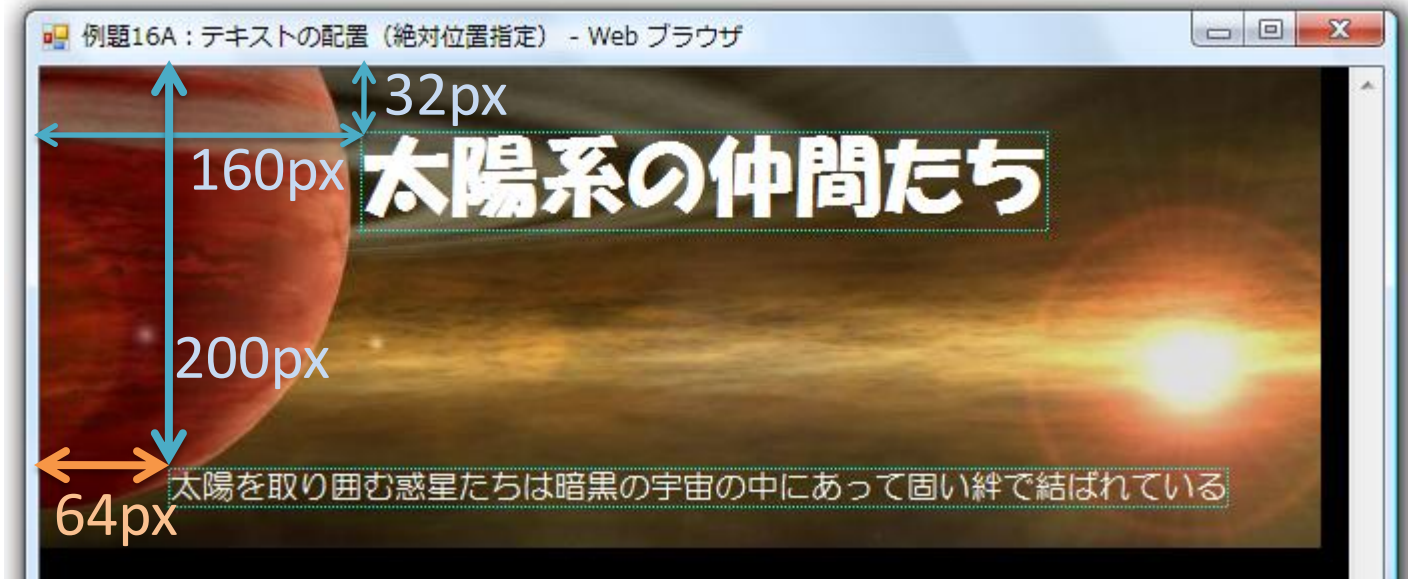 例題16A：テキストの配置（絶対位置指定） - Web ブラウザ
32px
160px
太陽系の仲間たち
200px
太陽を取り囲む惑星たちは暗黒の宇宙の中にあって固い絆で結ばれている
64px